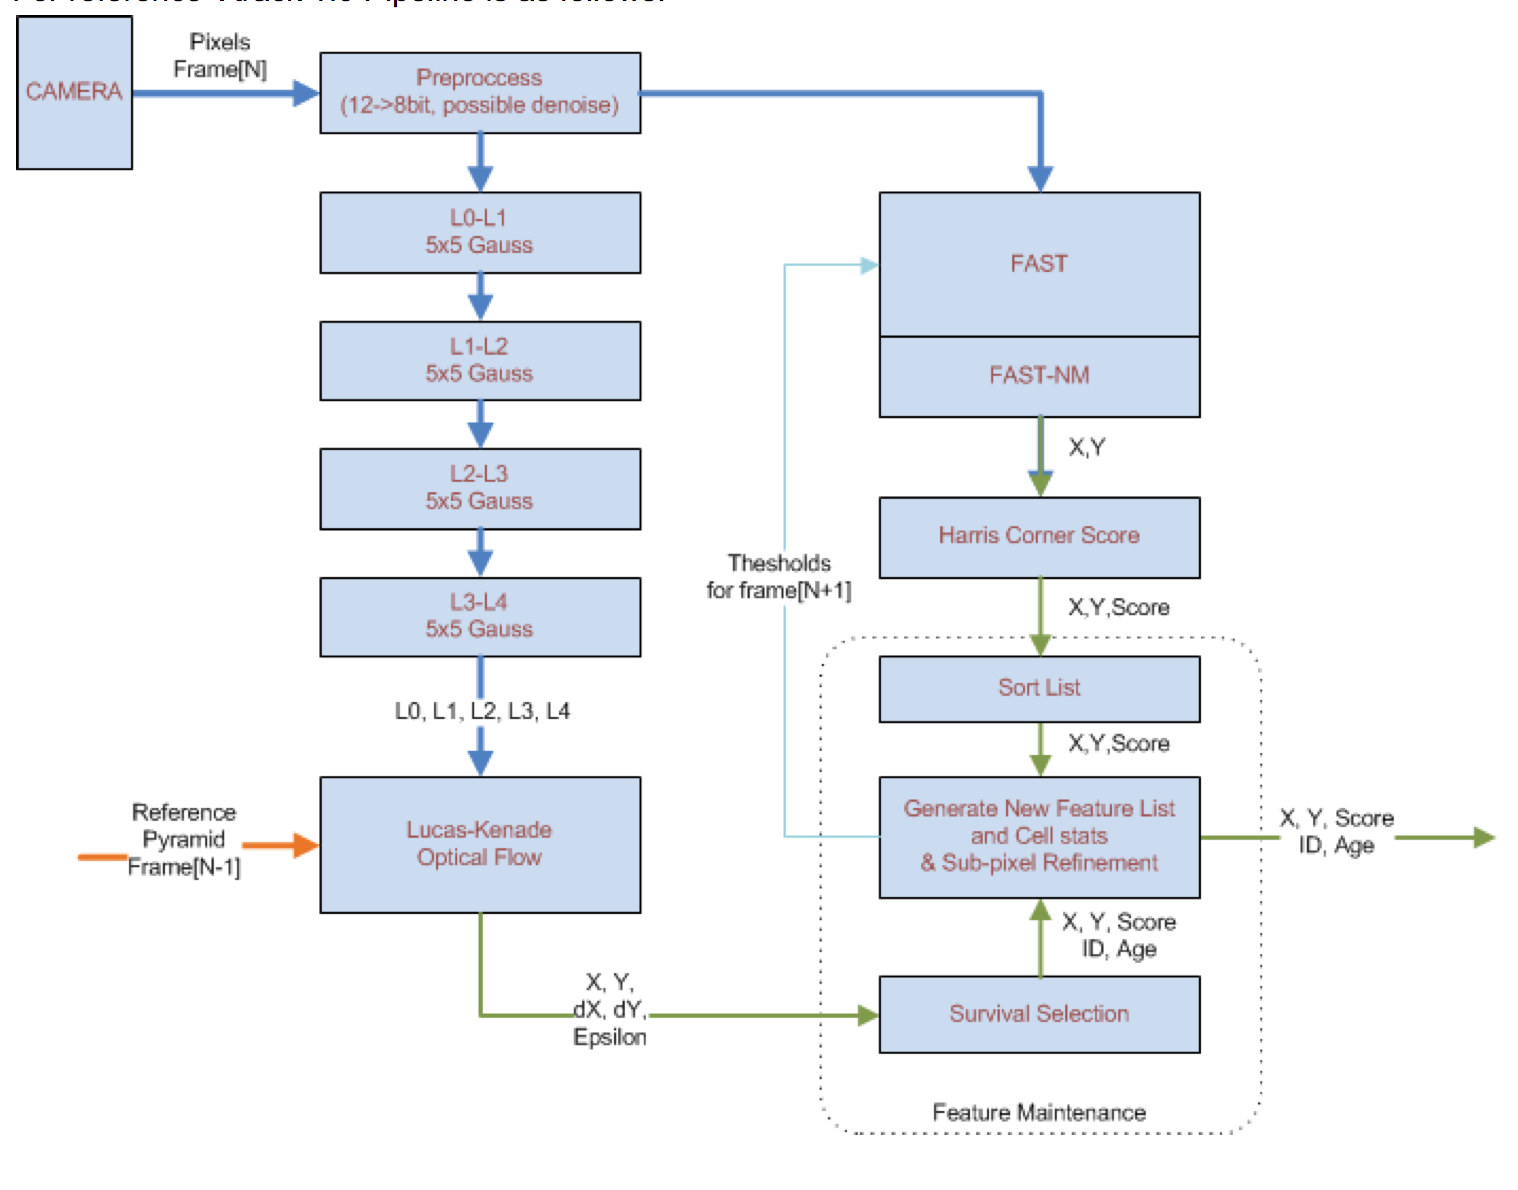 CAMERA
Pixels
Frame[N]
Preproccess
(12->8bit, possible denoise)
L0-L1
5x5 Gauss
L1-L2
5x5 Gauss
L2-L3
5x5 Gauss
L3-L4
5x5 Gauss
L0, L1, L2, L3, L4
Reference
Pyramid
Frame[N-1]
Lucas-Kenade
Optical Flow
X, Y,
dX, dY,
Epsilon
FAST
FAST-NM
X,Y
Harris Corner Score
Thesholds
for frame[N+1]
X,Y,Score
Sort List
X,Y,Score
Generate New Feature List
and Cell stats
& Sub-pixel Refinement
X, Y, Score
ID, Age
X, Y, Score
ID, Age
Survival Selection
Feature Maintenance